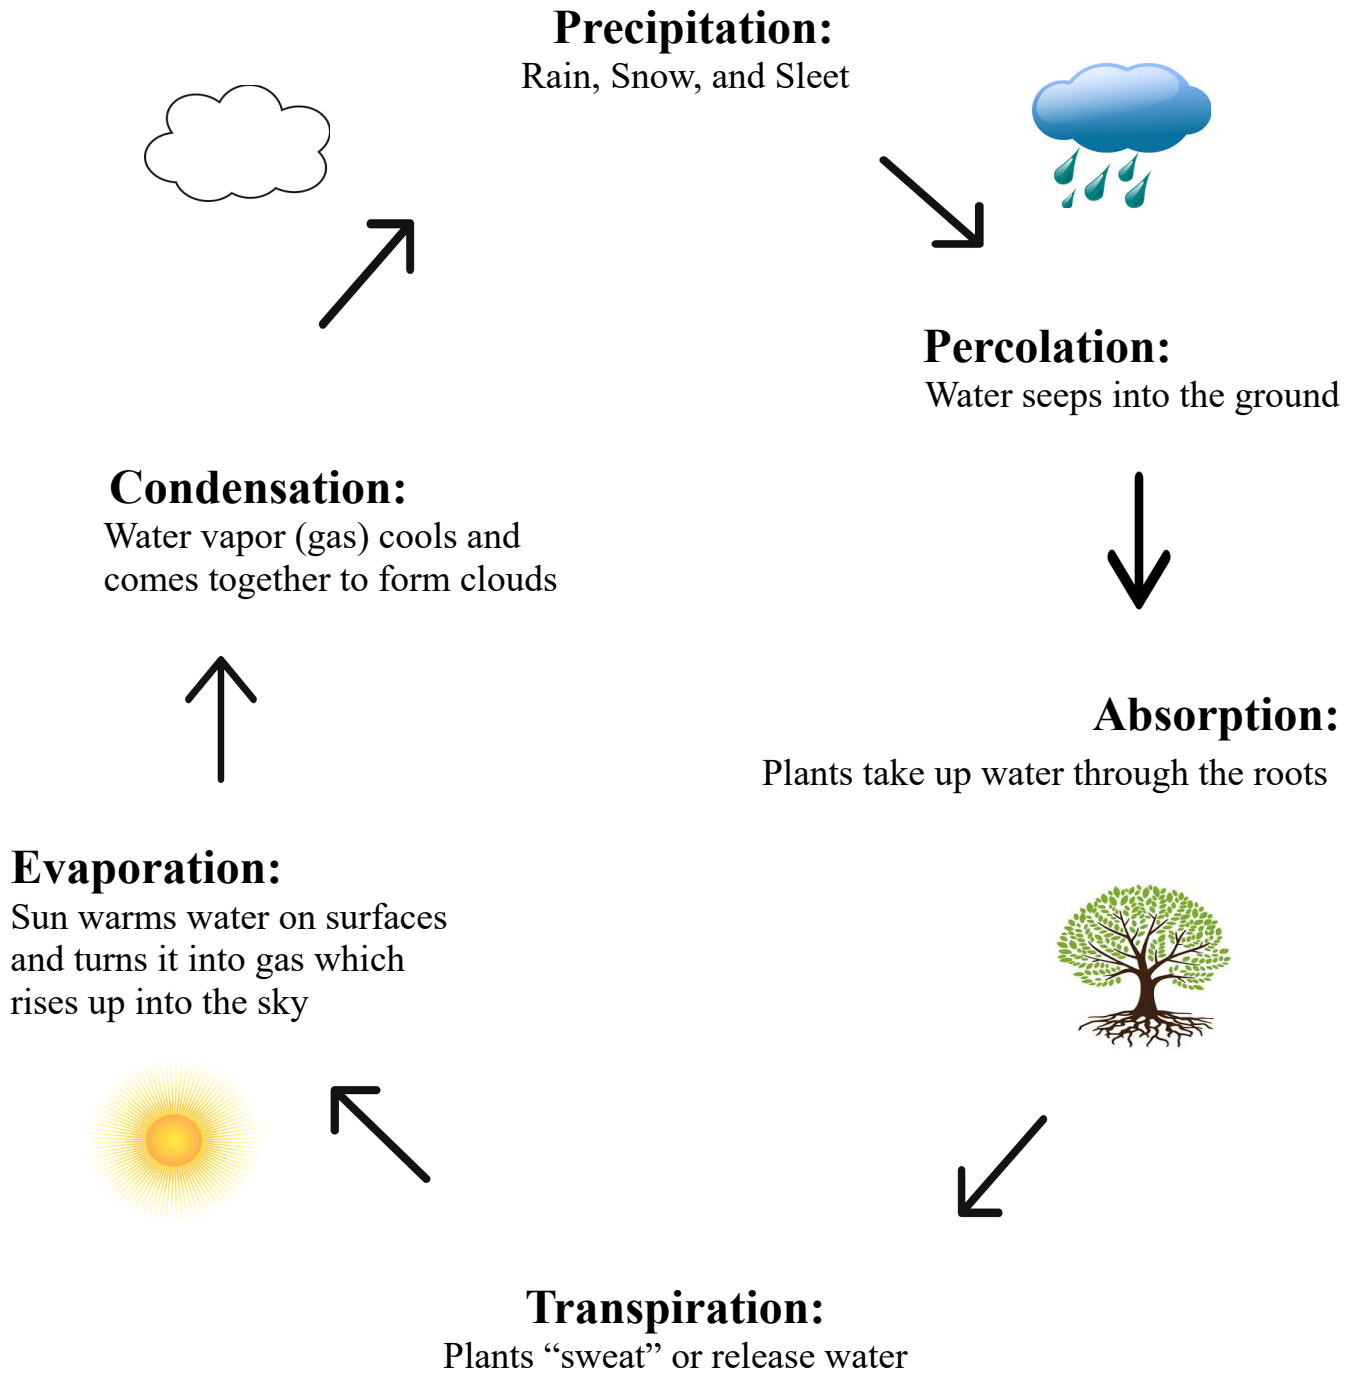 Precipitation:
Rain, Snow, and Sleet
Percolation:
Water seeps into the ground
Absorption:
Plants take up water through the roots
Transpiration:
Plants “sweat” or release water
Evaporation:
Sun warms water on surfaces
and turns it into gas which
rises up into the sky
Condensation:
Water vapor (gas) cools and
comes together to form clouds